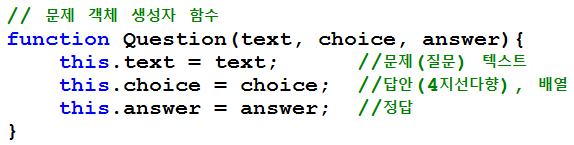 // 문제 객체 생성자 함수
function Question(text, choice, answer){
    this.text = text;      //문제(질문) 텍스트
    this.choice = choice;  //답안(4지선다향), 배열
    this.answer = answer;  //정답
}